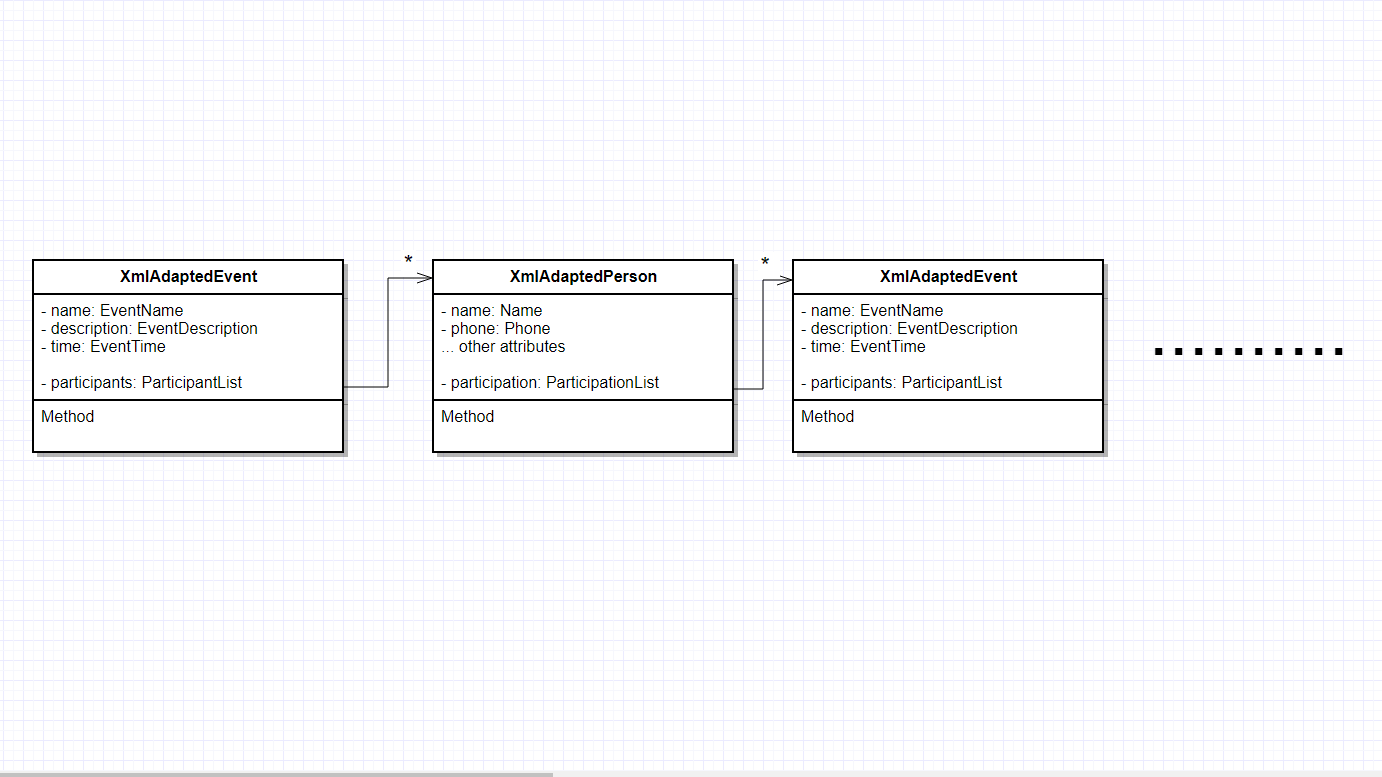 *
*
XmlAdaptedEvent
- name: EventName
- description: EventDescription
- time: EventTime
- participants: ParticipantList
Method
XmlAdaptedPerson
- name: Name
- phone: Phone
... other attributes
- participation: ParticipationList
Method
XmlAdaptedEvent
- name: EventName
- description: EventDescription
- time: EventTime
- participants: ParticipantList
Method
..........